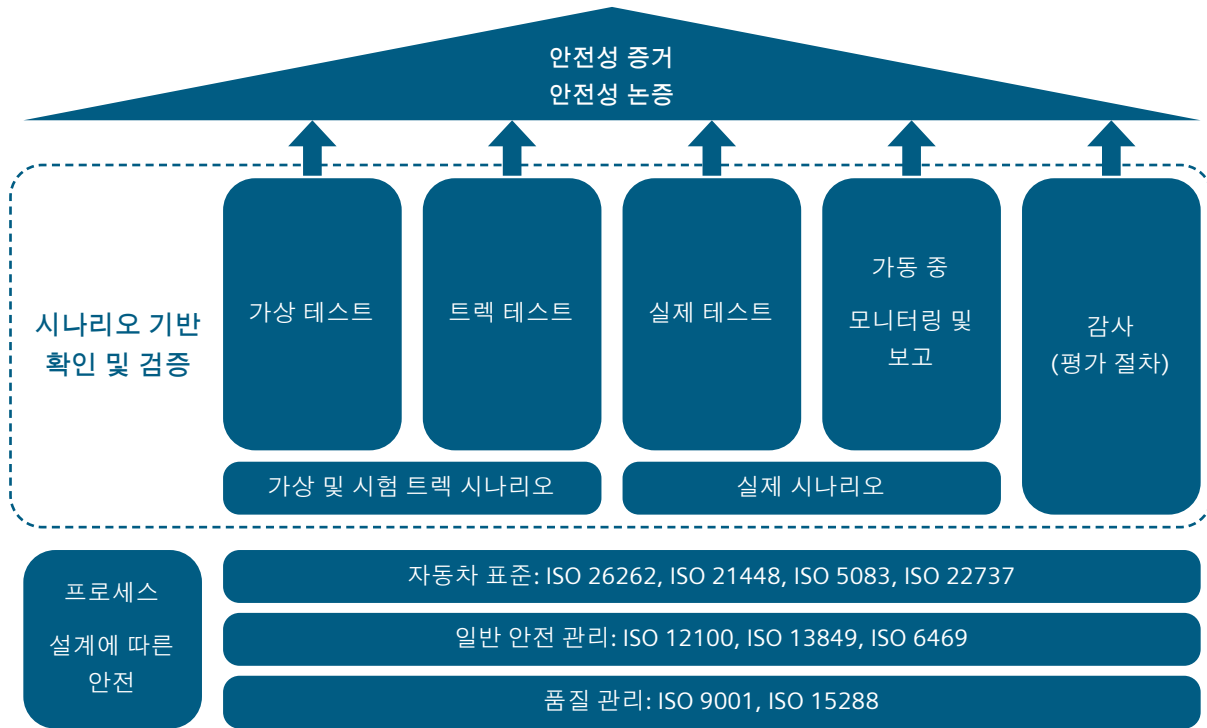 안전성 증거
안전성 논증
시나리오 기반
확인 및 검증
가상 테스트
트렉 테스트
실제 테스트
가동 중
모니터링 및
보고
감사
(평가 절차)
가상 및 시험 트렉 시나리오
실제 시나리오
프로세스
설계에 따른
안전
자동차 표준: ISO 26262, ISO 21448, ISO 5083, ISO 22737
일반 안전 관리: ISO 12100, ISO 13849, ISO 6469
품질 관리: ISO 9001, ISO 15288